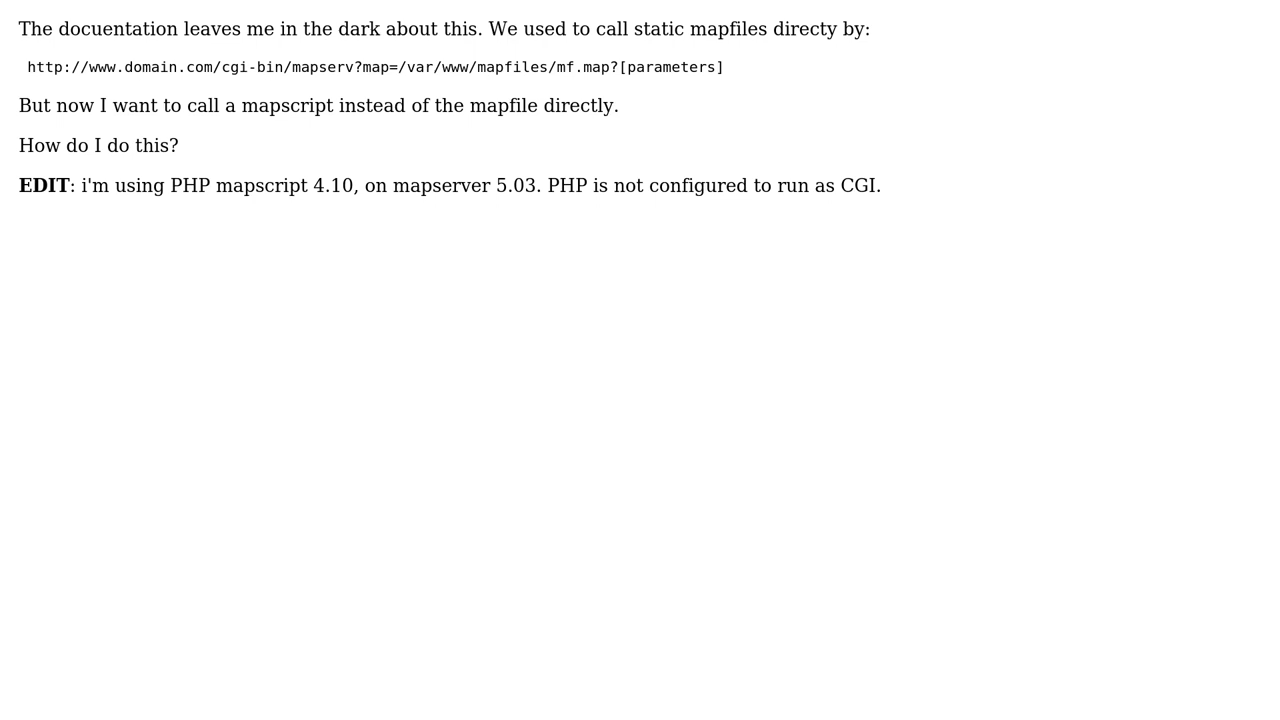 The docuentation leaves me in the dark about this. We used to call static mapfiles directy by:
http://www.domain.com/cgi-bin/mapserv?map=/var/www/mapfiles/mf.map?[parameters]
But now I want to call a mapscript instead of the mapfile directly.
How do I do this?
EDIT: i'm using PHP mapscript 4.10, on mapserver 5.03. PHP is not configured to run as CGI.